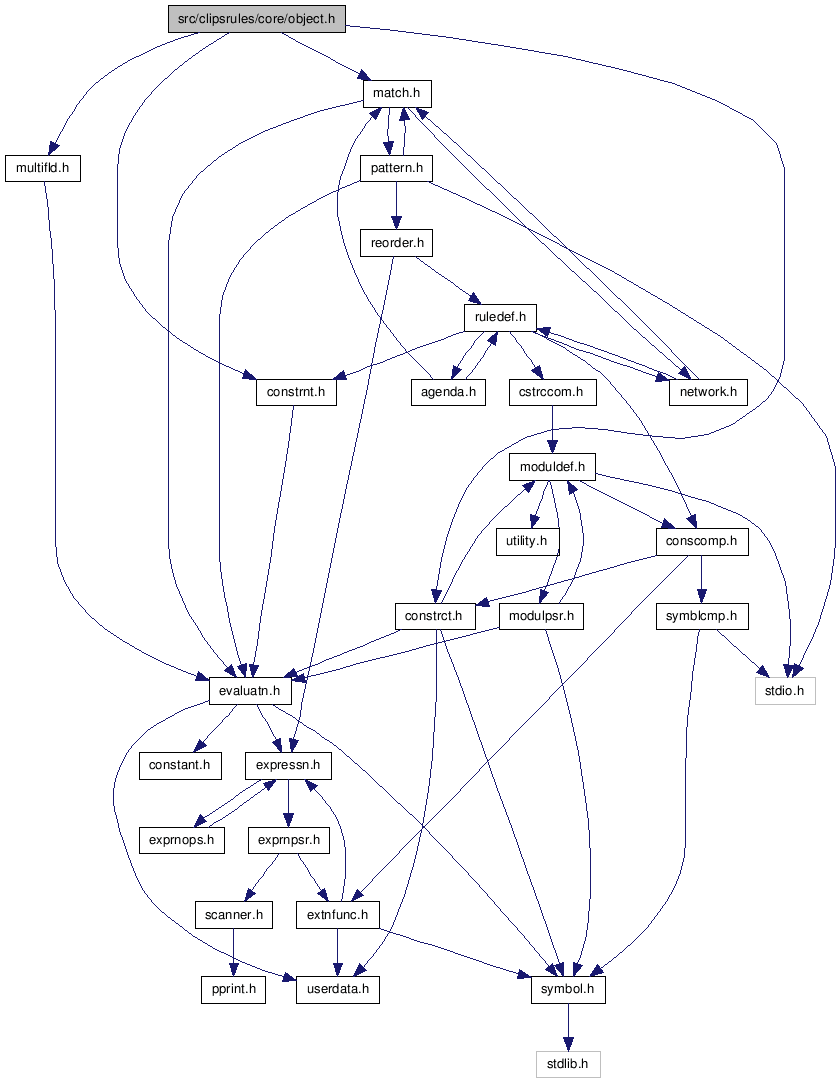 src/clipsrules/core/object.h
match.h
multifld.h
pattern.h
reorder.h
ruledef.h
constrnt.h
agenda.h
cstrccom.h
network.h
moduldef.h
utility.h
conscomp.h
constrct.h
modulpsr.h
symblcmp.h
evaluatn.h
stdio.h
constant.h
expressn.h
exprnops.h
exprnpsr.h
scanner.h
extnfunc.h
pprint.h
userdata.h
symbol.h
stdlib.h